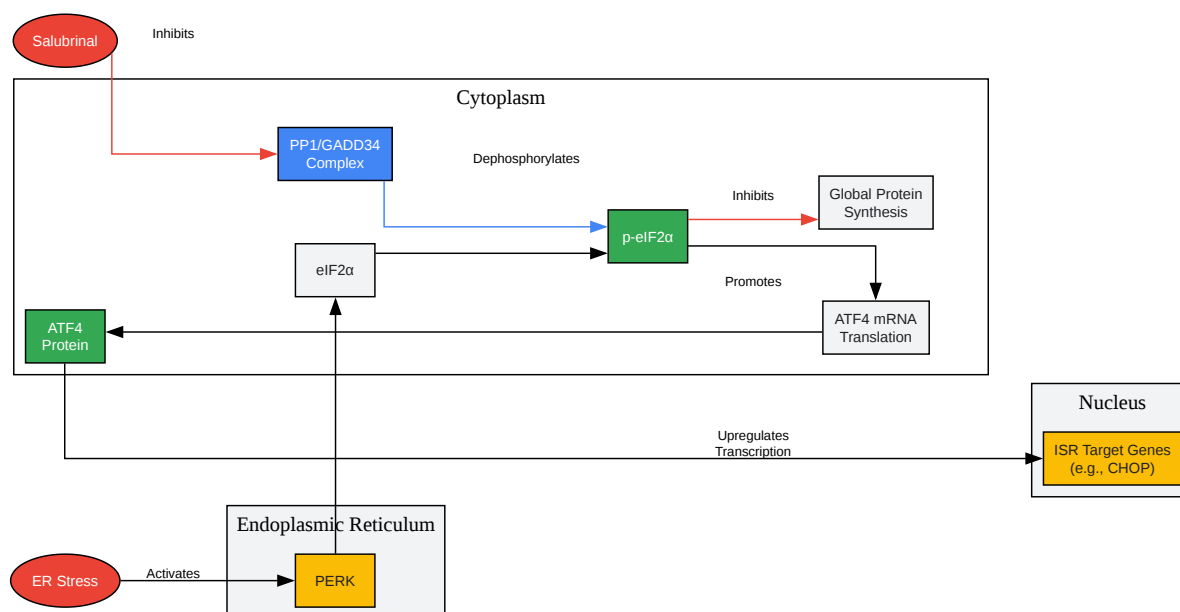 Salubrinal
Inhibits
Cytoplasm
PP1/GADD34
Complex
Dephosphorylates
Inhibits
Global Protein
Synthesis
p-eIF2α
eIF2α
Promotes
ATF4
Protein
ATF4 mRNA
Translation
Nucleus
Upregulates
Transcription
ISR Target Genes
(e.g., CHOP)
Endoplasmic Reticulum
ER Stress
Activates
PERK